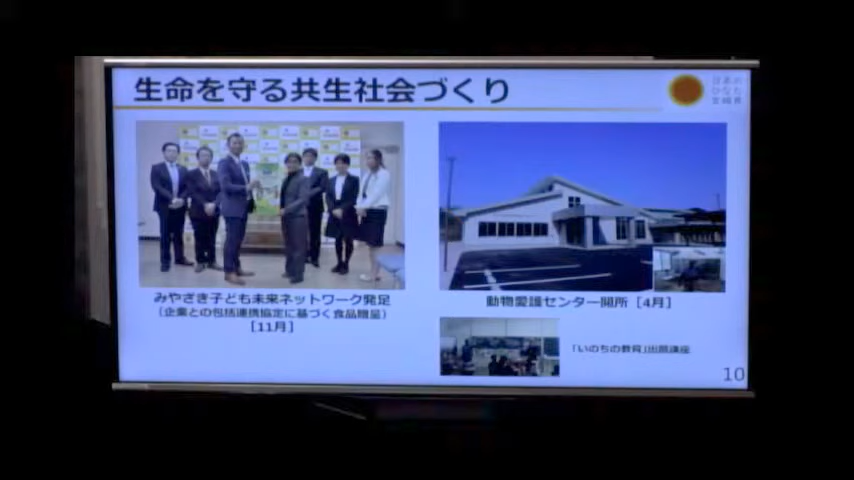 生命を守る共生社会づくり
日本の
ひなた
宮崎県
みやざき子ども未来ネットワーク発足
（企業との包括連携協定に基づく食品贈呈）
［11月］
動物愛護センター開所［4月］
「いのちの教育」出前講座
10